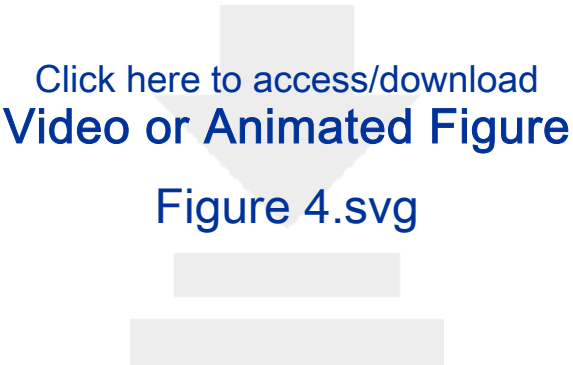 Click here to access/download
Video or Animated Figure
Figure 4.svg